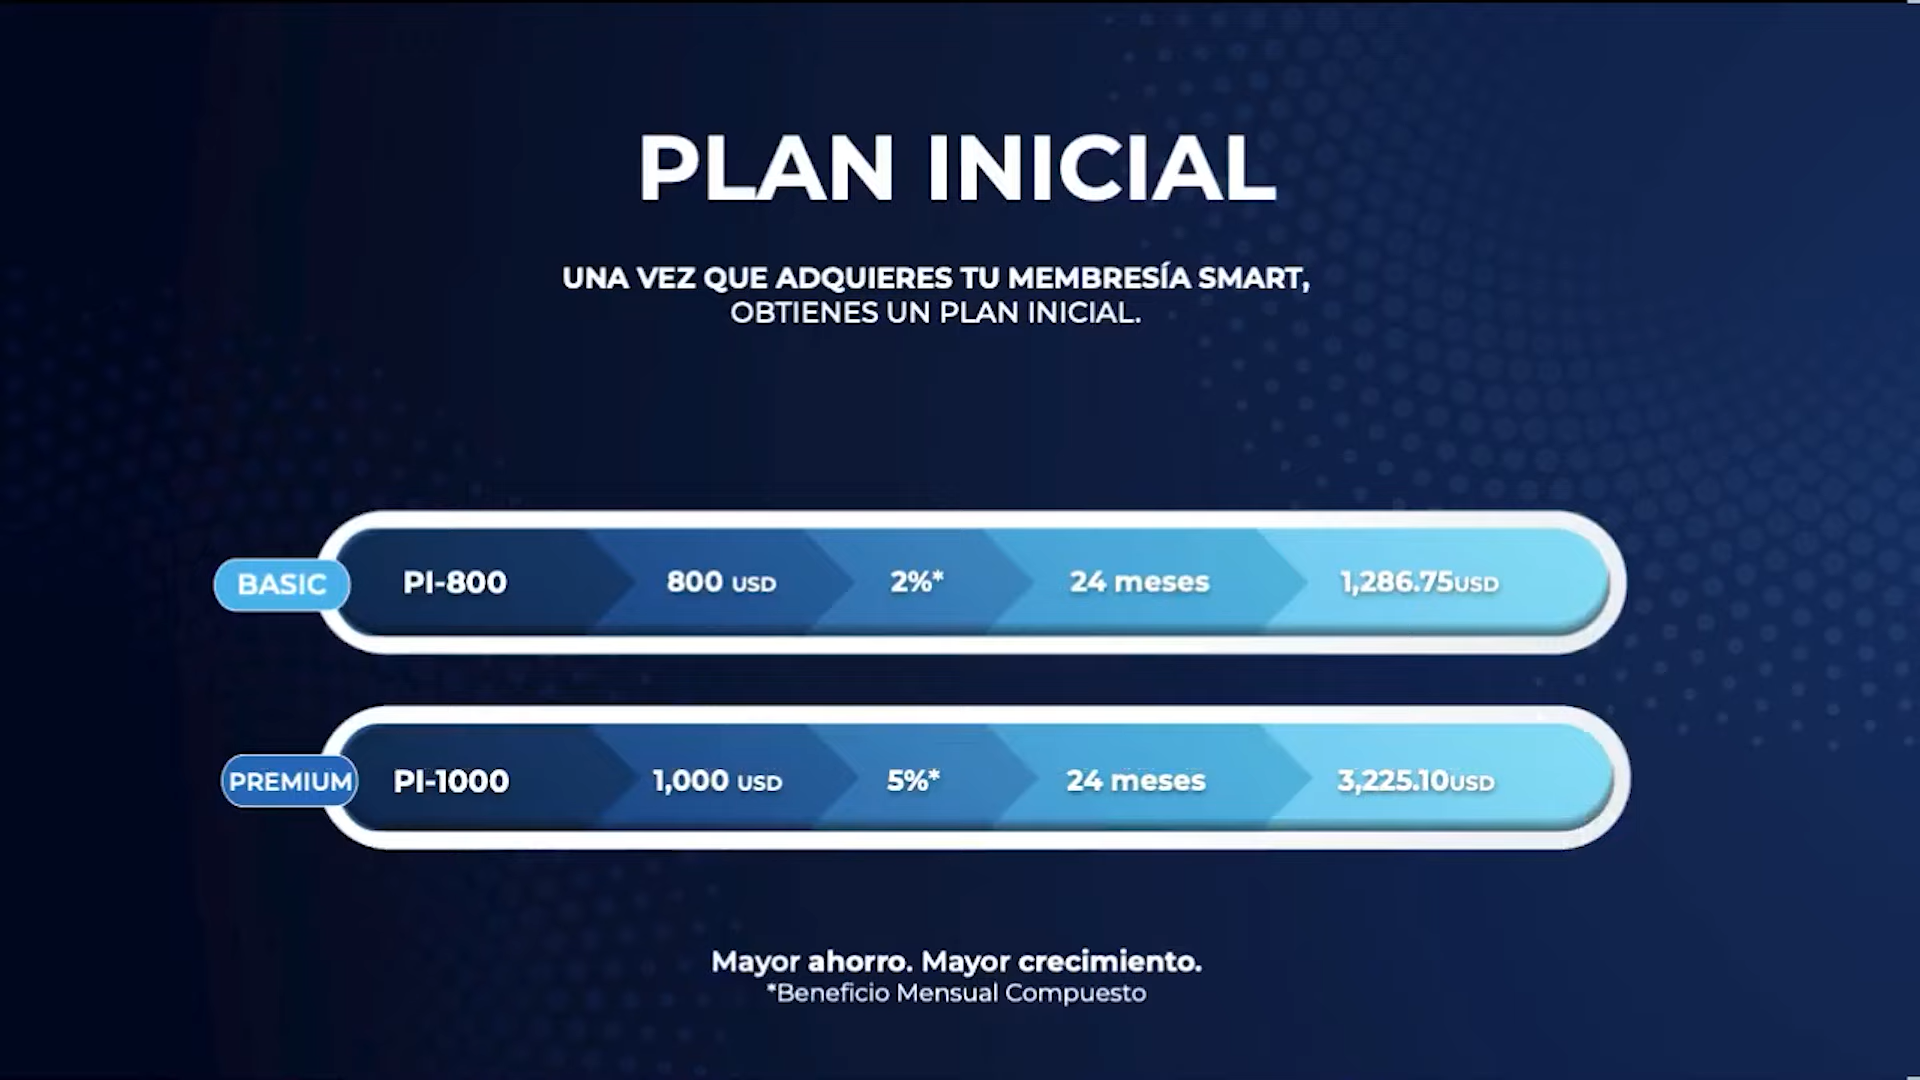 PLAN INICIAL
UNA VEZ QUE ADQUIERES TU MEMBRESÍA SMART,
OBTIENES UN PLAN INICIAL.
BASIC PI-800 800 USD 2%* 24 meses 1,286.75USD
PREMIUM PI-1000 1,000 USD 5%* 24 meses 3,225.10USD
Mayor ahorro. Mayor crecimiento.
*Beneficio Mensual Compuesto